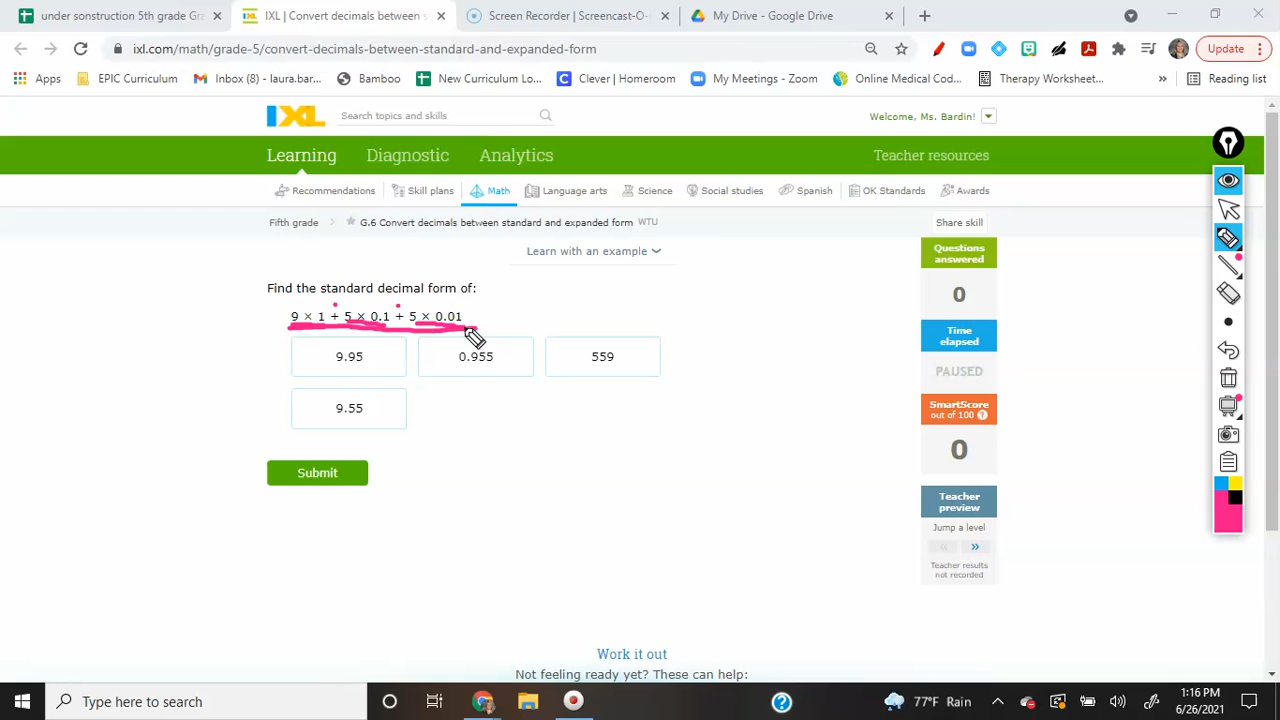 under sonstruction 5th grade Gr
IXL | Convert decimals between s
Screen Recorder | Screencast-O-
My Drive - Google Drive
ixl.com/math/grade-5/convert-decimals-between-standard-and-expanded-form
Update
Apps
EPIC Curriculum
Inbox (8) - laura.bar...
Bamboo
New Curriculum Lo...
Clever | Homeroom
My Meetings - Zoom
Online Medical Cod...
Therapy Worksheet...
Reading list
IXL
Search topics and skills
Welcome, Ms. Bardin!
Learning
Diagnostic
Analytics
Teacher resources
Recommendations
Skill plans
Math
Language arts
Science
Social studies
Spanish
OK Standards
Awards
Fifth grade
G.6 Convert decimals between standard and expanded form
WTU
Share skill
Learn with an example
Questions
answered
0
Find the standard decimal form of:
9 × 1 + 5 × 0.1 + 5 × 0.01
9.95
0.955
559
9.55
Submit
Time
elapsed
PAUSED
SmartScore
out of 100 ?
0
Teacher
preview
Jump a level
« »
Teacher results
not recorded
Work it out
Not feeling ready yet? These can help:
Type here to search
77°F Rain
1:16 PM
6/26/2021